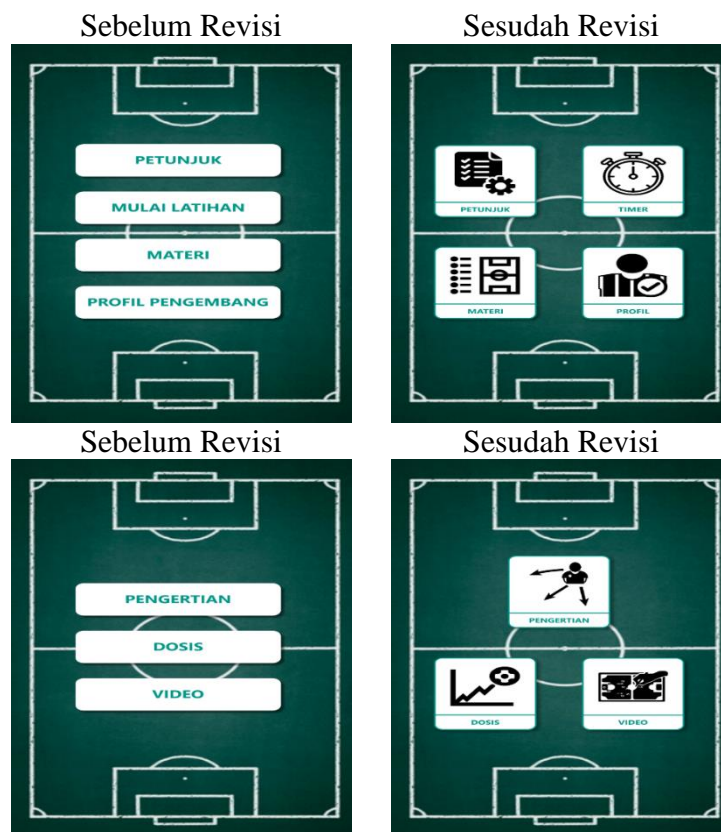 Sebelum Revisi
Sesudah Revisi
PETUNJUK
MULAI LATIHAN
MATERI
PROFIL PENGEMBANG
PETUNJUK
TIMER
MATERI
PROFIL
Sebelum Revisi
Sesudah Revisi
PENGERTIAN
DOSIS
VIDEO
PENGERTIAN
DOSIS
VIDEO